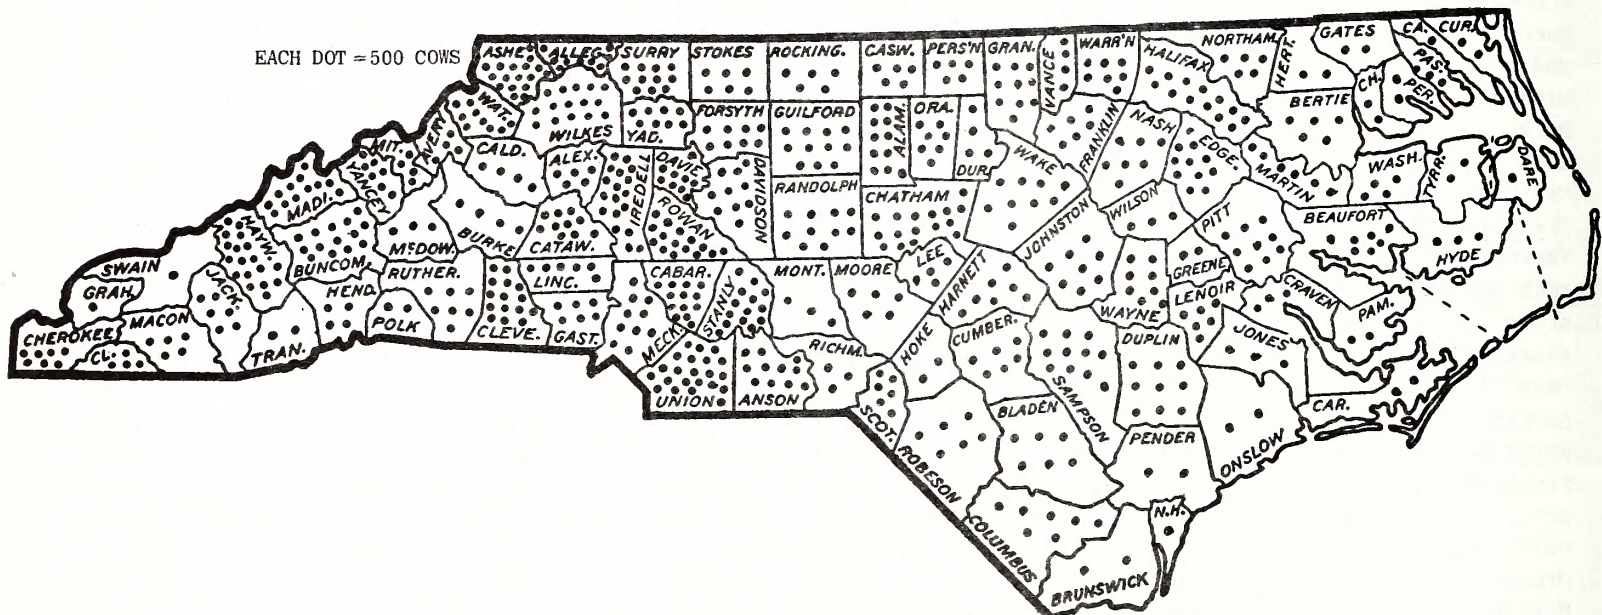 EACH DOT = 500 COWS
ASHE ALLEG. SURRY STOKES ROCKING. CASW. PERS'N GRAN. VANCE WARR'N HALIFAX NORTHAM. HERT. GATES CA. CUR.
PAS.
CH. PER.
WAT. WILKES YAD. FORSYTH GUILFORD ALAM. ORA. DUR. FRANKLIN NASH EDGE. BERTIE
MIT. AVERY CALD. ALEX. IREDELL DAVIE DAVIDSON RANDOLPH CHATHAM WAKE WILSON MARTIN WASH. TYRR. DARE
MADI. YANCEY McDOW. BURKE CATAW. ROWAN JOHNSTON PITT BEAUFORT HYDE
HAYW. BUNCOM. RUTHER. LINC. CABAR. STANLY MONT. MOORE LEE HARNETT GREENE
SWAIN
GRAH. JACK. HEND. CLEVE. GAST. MECK. WAYNE LENOIR CRAVEN PAM.
CHEROKEE MACON POLK RICHM. HOKE CUMBER. DUPLIN JONES
CL. TRAN. UNION ANSON SCOT. SAMPSON CAR.
BLADEN PENDER ONSLOW
ROBESON
COLUMBUS N.H.
BRUNSWICK